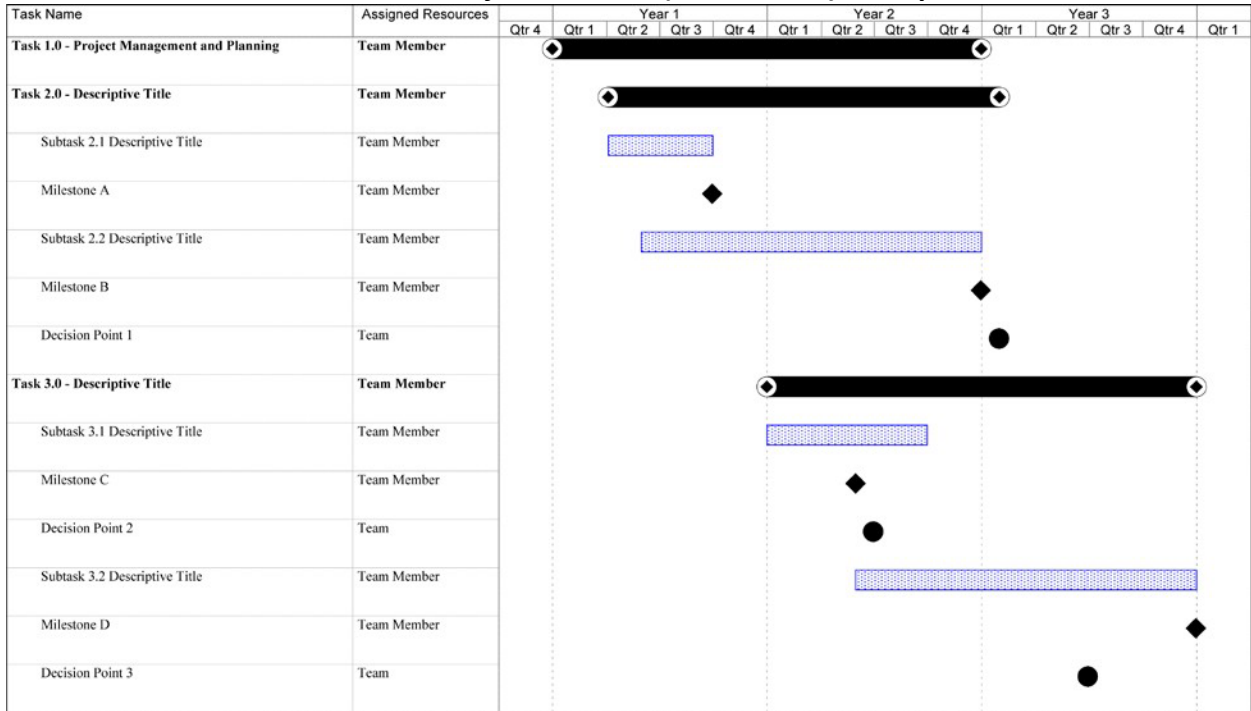 Task Name Assigned Resources Year 1 Year 2 Year 3
Qtr 4 Qtr 1 Qtr 2 Qtr 3 Qtr 4 Qtr 1 Qtr 2 Qtr 3 Qtr 4 Qtr 1 Qtr 2 Qtr 3 Qtr 4 Qtr 1
Task 1.0 - Project Management and Planning Team Member
Task 2.0 - Descriptive Title Team Member
Subtask 2.1 Descriptive Title Team Member
Milestone A Team Member
Subtask 2.2 Descriptive Title Team Member
Milestone B Team Member
Decision Point 1 Team
Task 3.0 - Descriptive Title Team Member
Subtask 3.1 Descriptive Title Team Member
Milestone C Team Member
Decision Point 2 Team
Subtask 3.2 Descriptive Title Team Member
Milestone D Team Member
Decision Point 3 Team